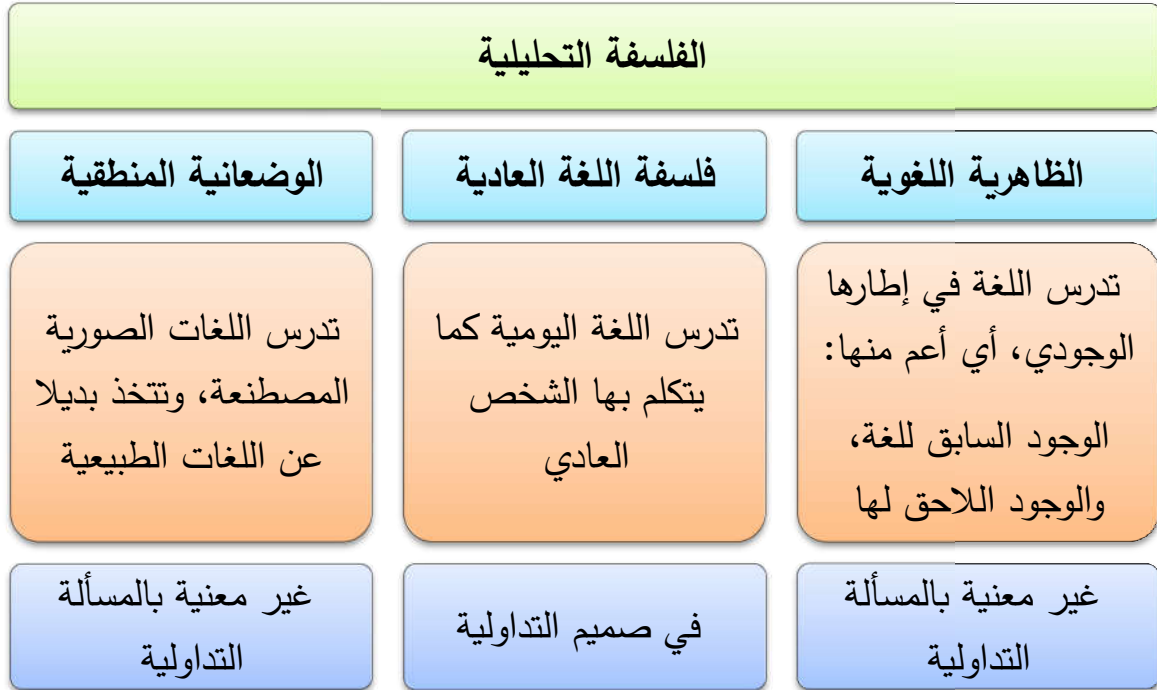 الفلسفة التحليلية
الظاهرية اللغوية
فلسفة اللغة العادية
الوضعانية المنطقية
تدرس اللغة في إطارها
الوجودي، أي أعم منها:
الوجود السابق للغة،
والوجود اللاحق لها
تدرس اللغة اليومية كما
يتكلم بها الشخص
العادي
تدرس اللغات الصورية
المصطنعة، وتتخذ بديلا
عن اللغات الطبيعية
غير معنية بالمسألة
التداولية
في صميم التداولية
غير معنية بالمسألة
التداولية